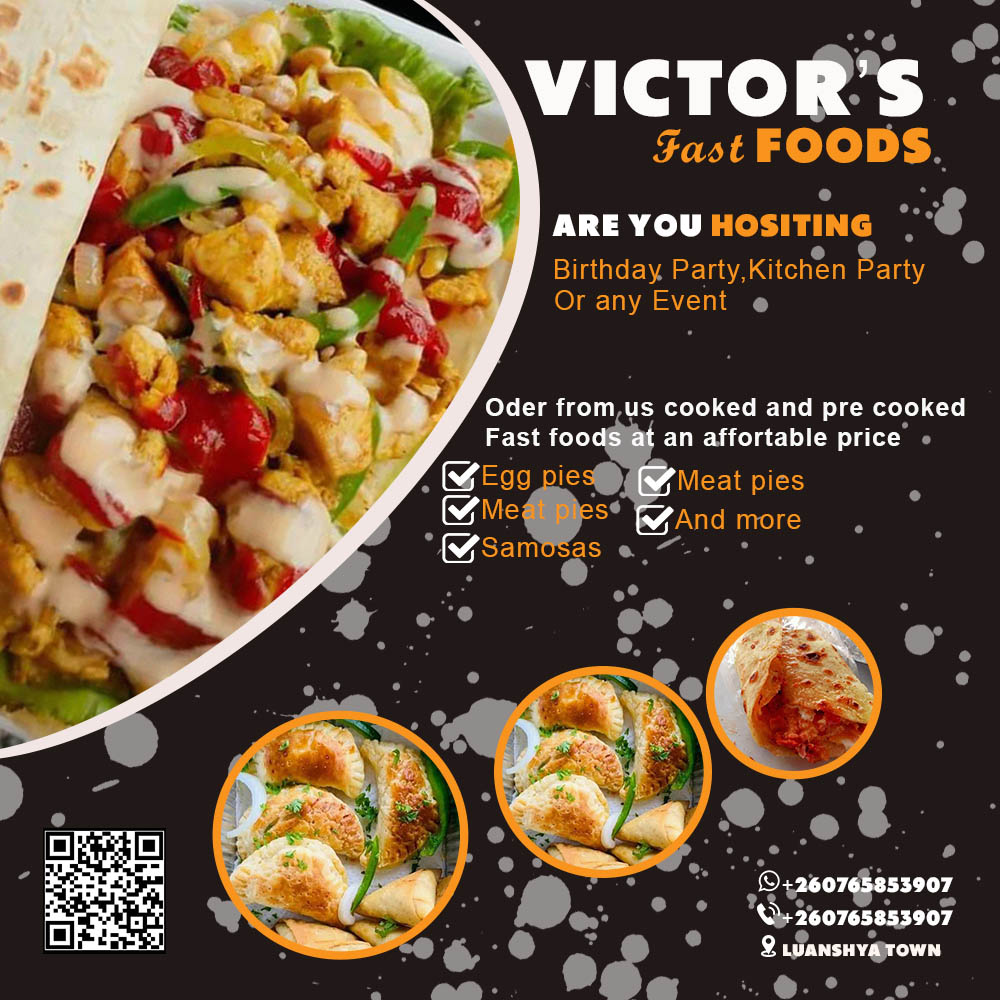 VICTOR'S
Fast FOODS
ARE YOU HOSITING
Birthday Party,Kitchen Party
Or any Event
Oder from us cooked and pre cooked
Fast foods at an affortable price
Egg pies
Meat pies
Samosas
Meat pies
And more
+260765853907
+260765853907
LUANSHYA TOWN